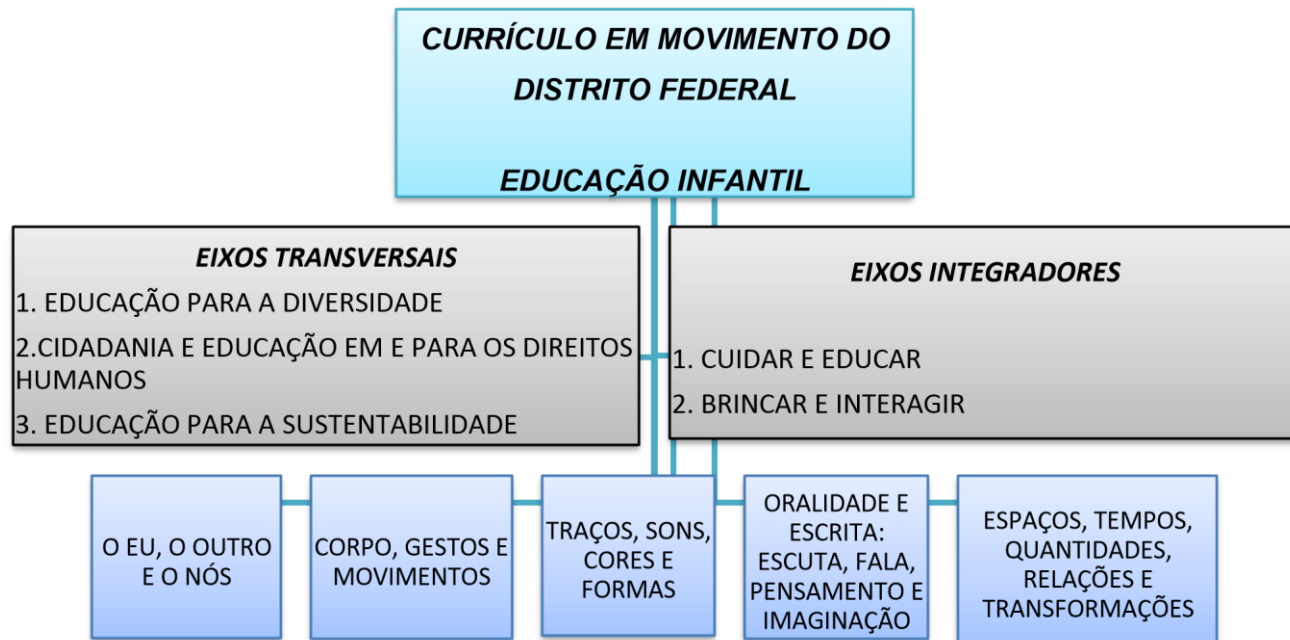 CURRÍCULO EM MOVIMENTO DO
DISTRITO FEDERAL
EDUCAÇÃO INFANTIL
EIXOS TRANSVERSAIS
1. EDUCAÇÃO PARA A DIVERSIDADE
2.CIDADANIA E EDUCAÇÃO EM E PARA OS DIREITOS
HUMANOS
3. EDUCAÇÃO PARA A SUSTENTABILIDADE
EIXOS INTEGRADORES
1. CUIDAR E EDUCAR
2. BRINCAR E INTERAGIR
O EU, O OUTRO
E O NÓS
CORPO, GESTOS E
MOVIMENTOS
TRAÇOS, SONS,
CORES E
FORMAS
ORALIDADE E
ESCRITA:
ESCUTA, FALA,
PENSAMENTO E
IMAGINAÇÃO
ESPAÇOS, TEMPOS,
QUANTIDADES,
RELAÇÕES E
TRANSFORMAÇÕES